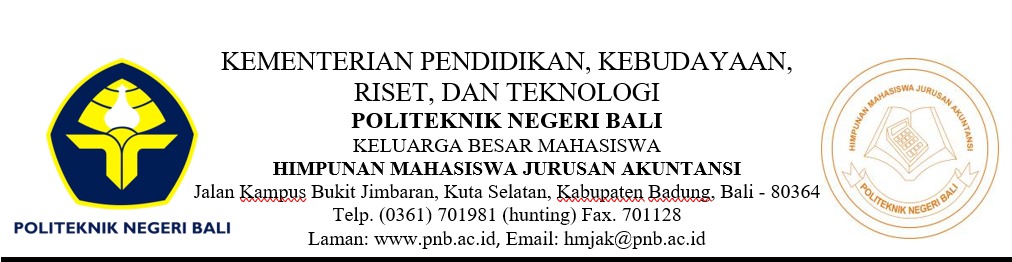 KEMENTERIAN PENDIDIKAN, KEBUDAYAAN,
RISET, DAN TEKNOLOGI
POLITEKNIK NEGERI BALI
KELUARGA BESAR MAHASISWA
HIMPUNAN MAHASISWA JURUSAN AKUNTANSI
Jalan Kampus Bukit Jimbaran, Kuta Selatan, Kabupaten Badung, Bali - 80364
Telp. (0361) 701981 (hunting) Fax. 701128
Laman: www.pnb.ac.id, Email: hmjak@pnb.ac.id
POLITEKNIK NEGERI BALI
HIMPUNAN MAHASISWA JURUSAN AKUNTANSI
POLITEKNIK NEGERI BALI